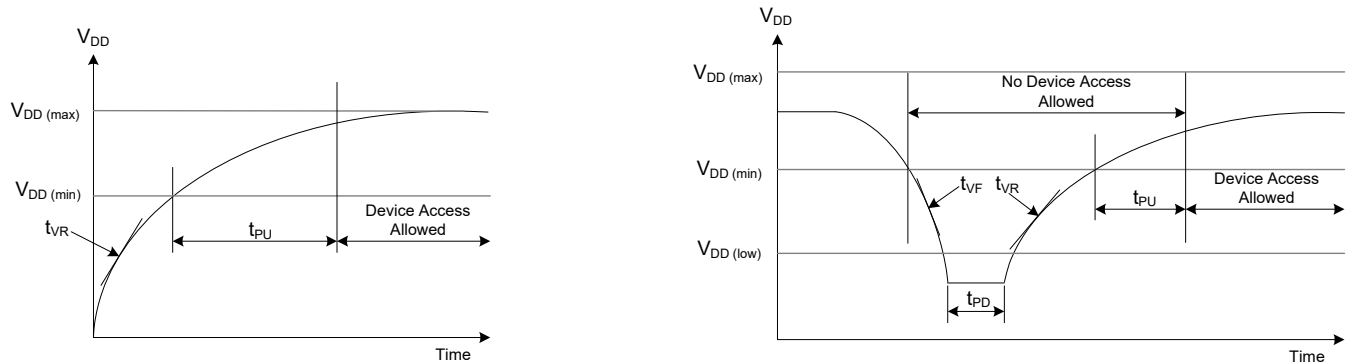 VDD
VDD (max)
VDD (min)
tVR
tPU
Device Access
Allowed
Time
VDD
VDD (max)
No Device Access
Allowed
VDD (min)
tVF
tVR
tPU
Device Access
Allowed
VDD (low)
tPD
Time